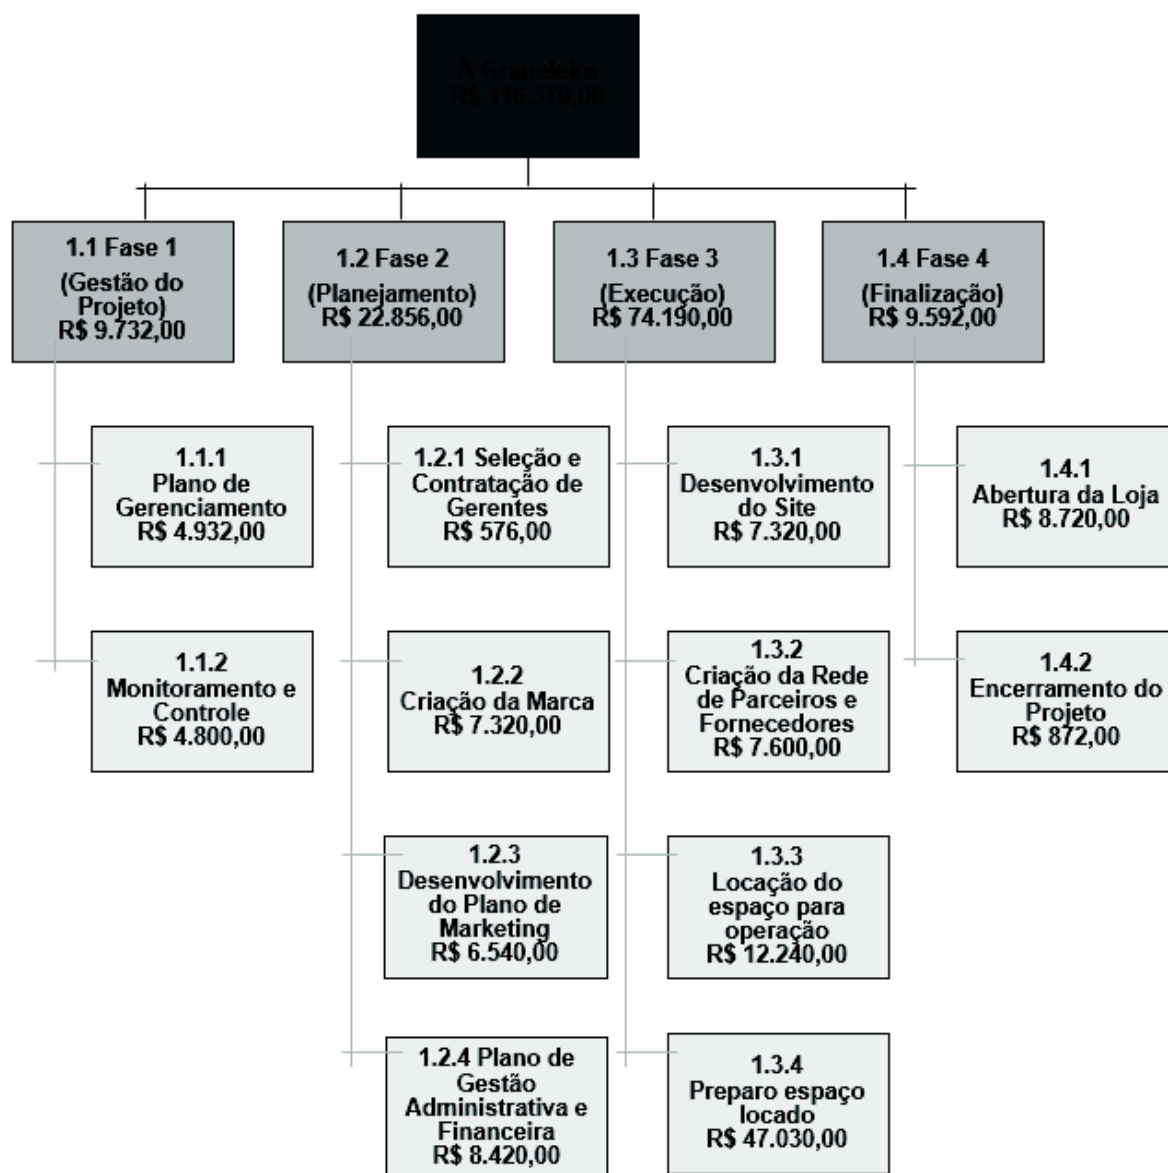 A Graneleira
R$ 116.370,00
1.1 Fase 1
(Gestão do
Projeto)
R$ 9.732,00
1.2 Fase 2
(Planejamento)
R$ 22.856,00
1.3 Fase 3
(Execução)
R$ 74.190,00
1.4 Fase 4
(Finalização)
R$ 9.592,00
1.1.1
Plano de
Gerenciamento
R$ 4.932,00
1.1.2
Monitoramento e
Controle
R$ 4.800,00
1.2.1 Seleção e
Contratação de
Gerentes
R$ 576,00
1.2.2
Criação da Marca
R$ 7.320,00
1.2.3
Desenvolvimento
do Plano de
Marketing
R$ 6.540,00
1.2.4 Plano de
Gestão
Administrativa e
Financeira
R$ 8.420,00
1.3.1
Desenvolvimento
do Site
R$ 7.320,00
1.3.2
Criação da Rede
de Parceiros e
Fornecedores
R$ 7.600,00
1.3.3
Locação do
espaço para
operação
R$ 12.240,00
1.3.4
Preparo espaço
locado
R$ 47.030,00
1.4.1
Abertura da Loja
R$ 8.720,00
1.4.2
Encerramento do
Projeto
R$ 872,00